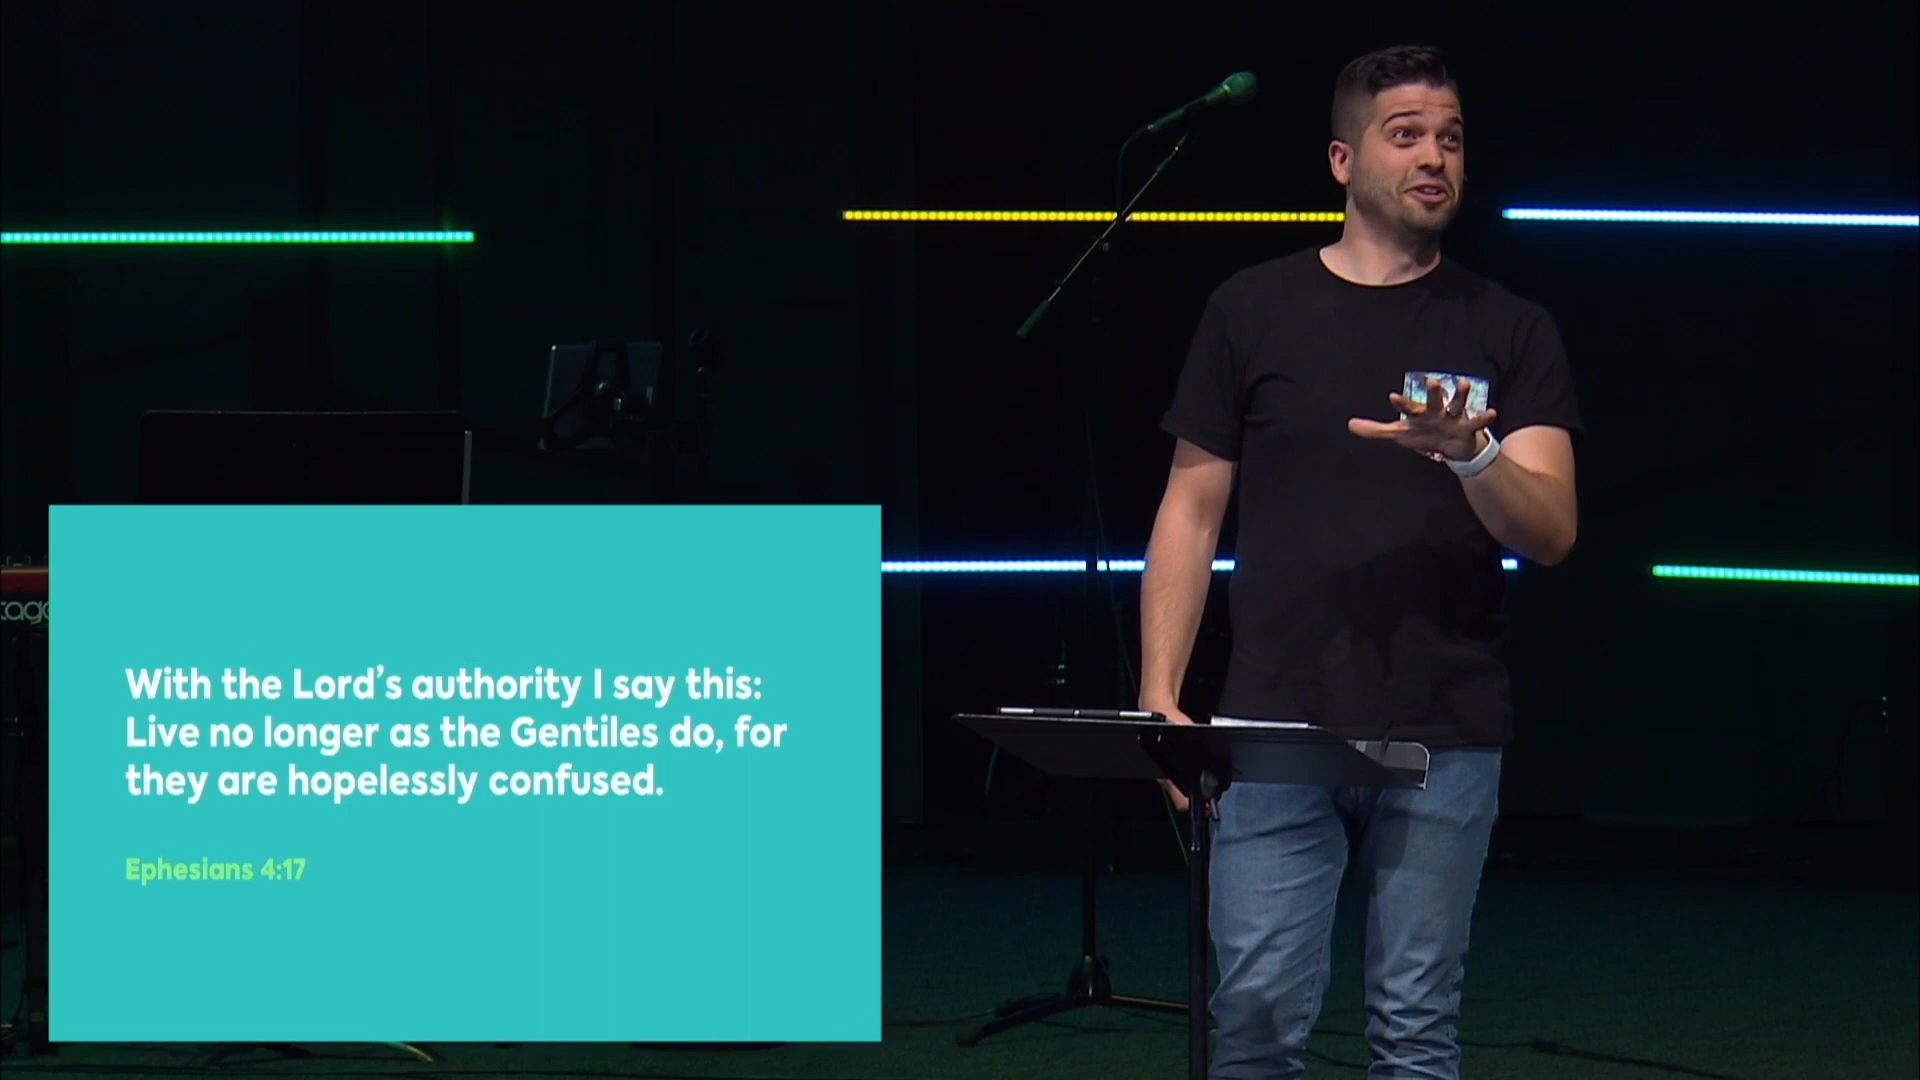 With the Lord’s authority I say this:
Live no longer as the Gentiles do, for
they are hopelessly confused.
Ephesians 4:17